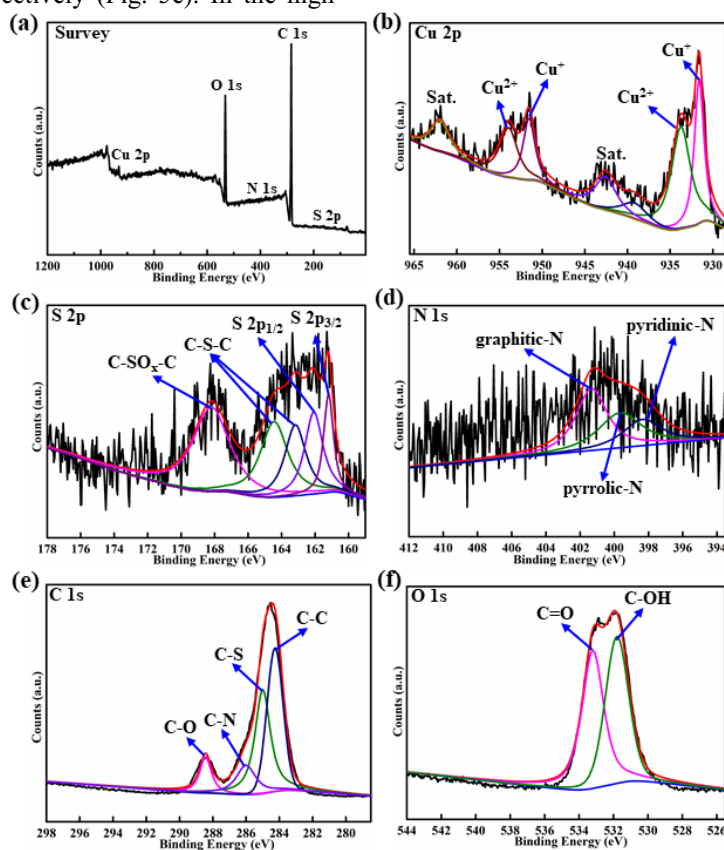 ectively (Fig. 3c). In the high
(a) Survey
C 1s
O 1s
Cu 2p
N 1s
S 2p
Counts (a.u.)
1200 1000 800 600 400 200
Binding Energy (eV)
(b) Cu 2p
Cu+
Cu2+
Cu+
Cu2+
Sat.
Sat.
Counts (a.u.)
965 960 955 950 945 940 935 930
Binding Energy (eV)
(c) S 2p
S 2p1/2
S 2p3/2
C-S-C
C-SOx-C
Counts (a.u.)
178 176 174 172 170 168 166 164 162 160
Binding Energy (eV)
(d) N 1s
graphitic-N
pyridinic-N
pyrrolic-N
Counts (a.u.)
412 410 408 406 404 402 400 398 396 394
Binding Energy (eV)
(e) C 1s
C-C
C-S
C-N
C-O
Counts (a.u.)
298 296 294 292 290 288 286 284 282 280
Binding Energy (eV)
(f) O 1s
C=O
C-OH
Counts (a.u.)
544 542 540 538 536 534 532 530 528 526
Binding Energy (eV)